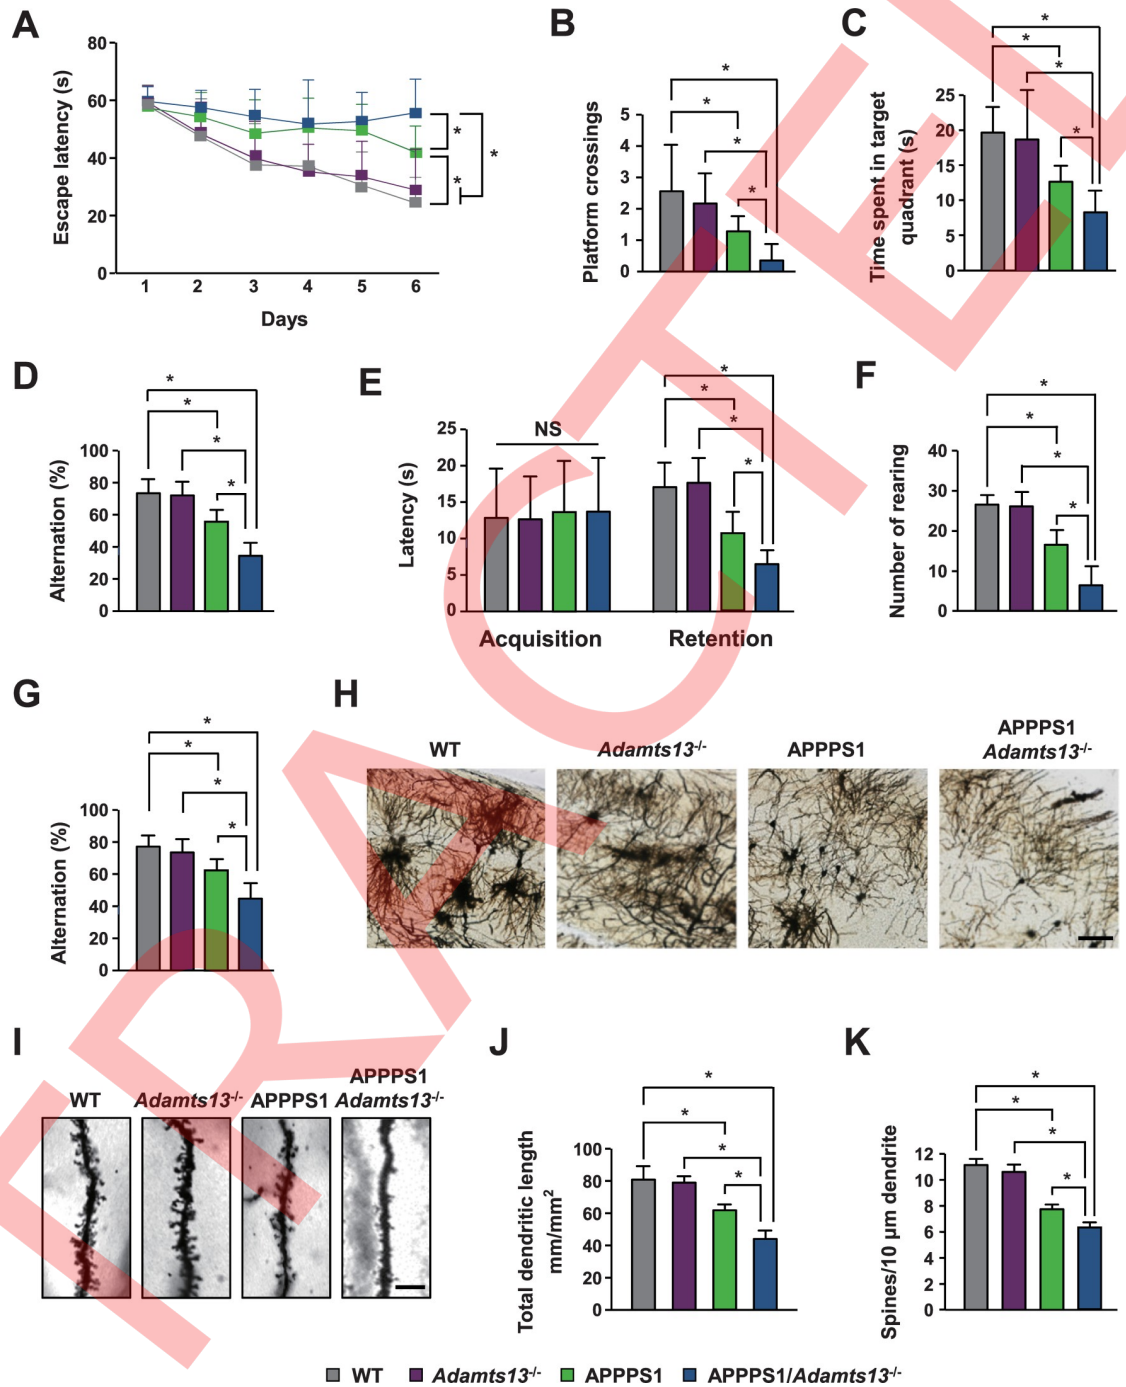 A
Escape latency (s)
80
60
40
20
0
1 2 3 4 5 6
Days
*
*
*
B
Platform crossings
5
4
3
2
1
0
*
*
*
*
C
Time spent in target
quadrant (s)
25
20
15
10
5
0
*
*
*
*
D
Alternation (%)
100
80
60
40
20
0
*
*
*
*
E
Latency (s)
25
20
15
10
5
0
NS
*
*
*
*
Acquisition Retention
F
Number of rearing
40
30
20
10
0
*
*
*
*
G
Alternation (%)
100
80
60
40
20
0
*
*
*
*
H
WT Adamts13-/- APPPS1 APPPS1
Adamts13-/-
I
WT Adamts13-/- APPPS1 APPPS1
Adamts13-/-
J
Total dendritic length
mm/mm2
100
80
60
40
20
0
*
*
*
*
K
Spines/10 µm dendrite
12
10
8
6
4
2
0
*
*
*
*
WT Adamts13-/- APPPS1 APPPS1/Adamts13-/-